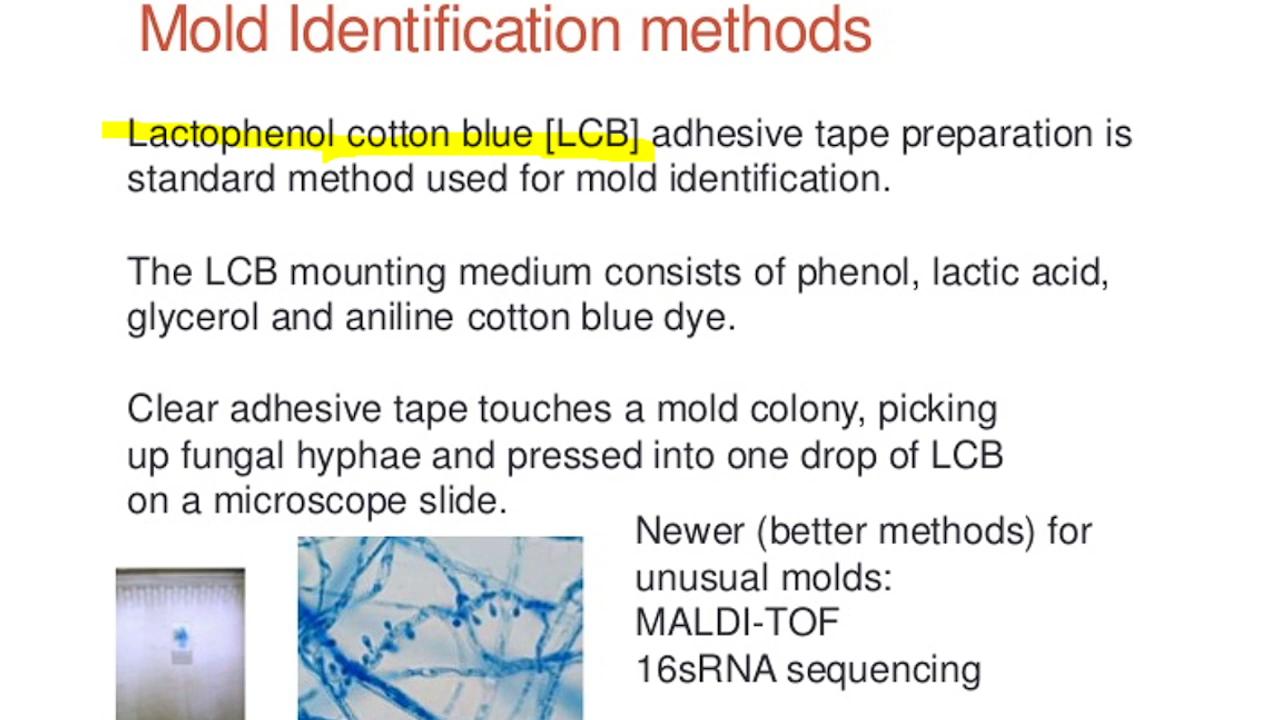 Mold Identification methods
Lactophenol cotton blue [LCB] adhesive tape preparation is
standard method used for mold identification.
The LCB mounting medium consists of phenol, lactic acid,
glycerol and aniline cotton blue dye.
Clear adhesive tape touches a mold colony, picking
up fungal hyphae and pressed into one drop of LCB
on a microscope slide.
Newer (better methods) for
unusual molds:
MALDI-TOF
16sRNA sequencing